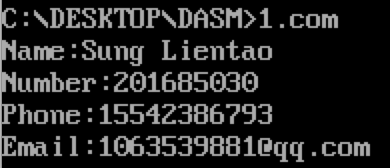 C:\DESKTOP\DASM>1.com
Name:Sung Lientao
Number:201685030
Phone:15542386793
Email:1063539881@qq.com